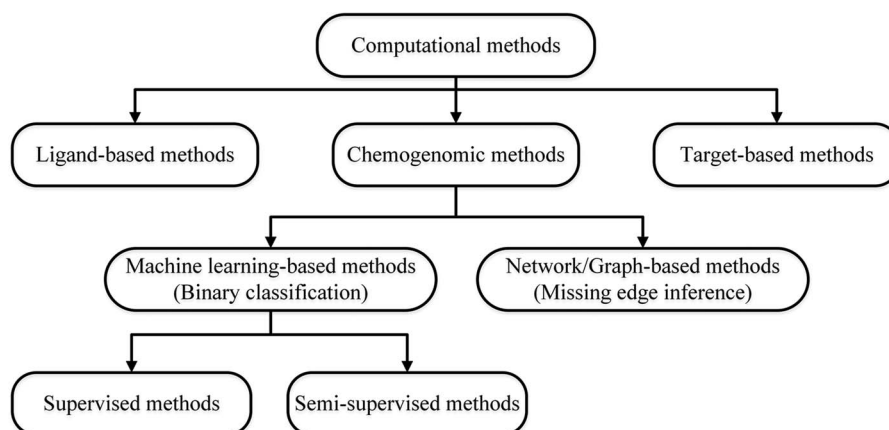 Computational methods
Ligand-based methods
Chemogenomic methods
Target-based methods
Machine learning-based methods
(Binary classification)
Network/Graph-based methods
(Missing edge inference)
Supervised methods
Semi-supervised methods